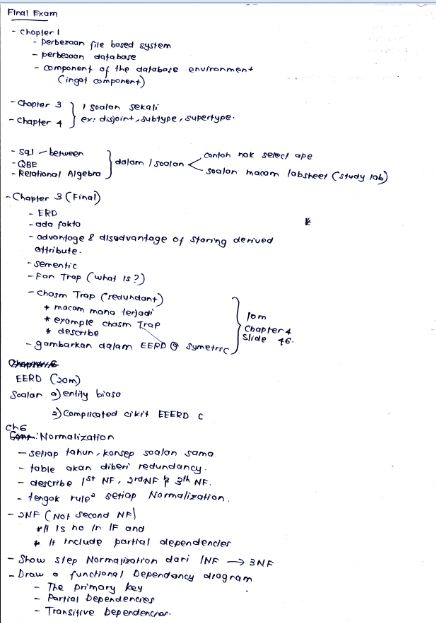 Final Exam
- Chapter 1
- perbezaan file based system
- perbezaan database
- component of the database environment
(ingat component)
- Chapter 3
- Chapter 4
1 soalan sekali
ex: disjoint, subtype, supertype.
- Sql - between
- QBE
- Relational Algebra
dalam 1 soalan
contoh nak select ape
soalan macam labsheet (study lab)
- Chapter 3 (Final)
- ERD
- ada fakta
- advantage & disadvantage of storing derived
attribute.
- sementic
- Fan Trap (what is?)
- Chasm Trap (redundant)
* macam mana terjadi
* example chasm Trap
* describe
- gambarkan dalam EERD @ symetric
10m
Chapter 4
Slide 46.
EERD (30m)
Soalan a) entity biasa
2) Complicated cikit EEERD c
Ch6
Normalization
- setiap tahun, konsep soalan sama
- table akan diberi redundancy.
- describe 1st NF, 2rd NF & 3th NF.
- tengok rule2 setiap Normalization.
- 2NF (Not second NF)
* It is no in 1F and
* It include partial dependencies
- Show step Normalization dari 1NF → 3NF
- Draw a functional Dependancy diagram
- The primary key
- Partial Dependencies
- Transitive Dependencies.